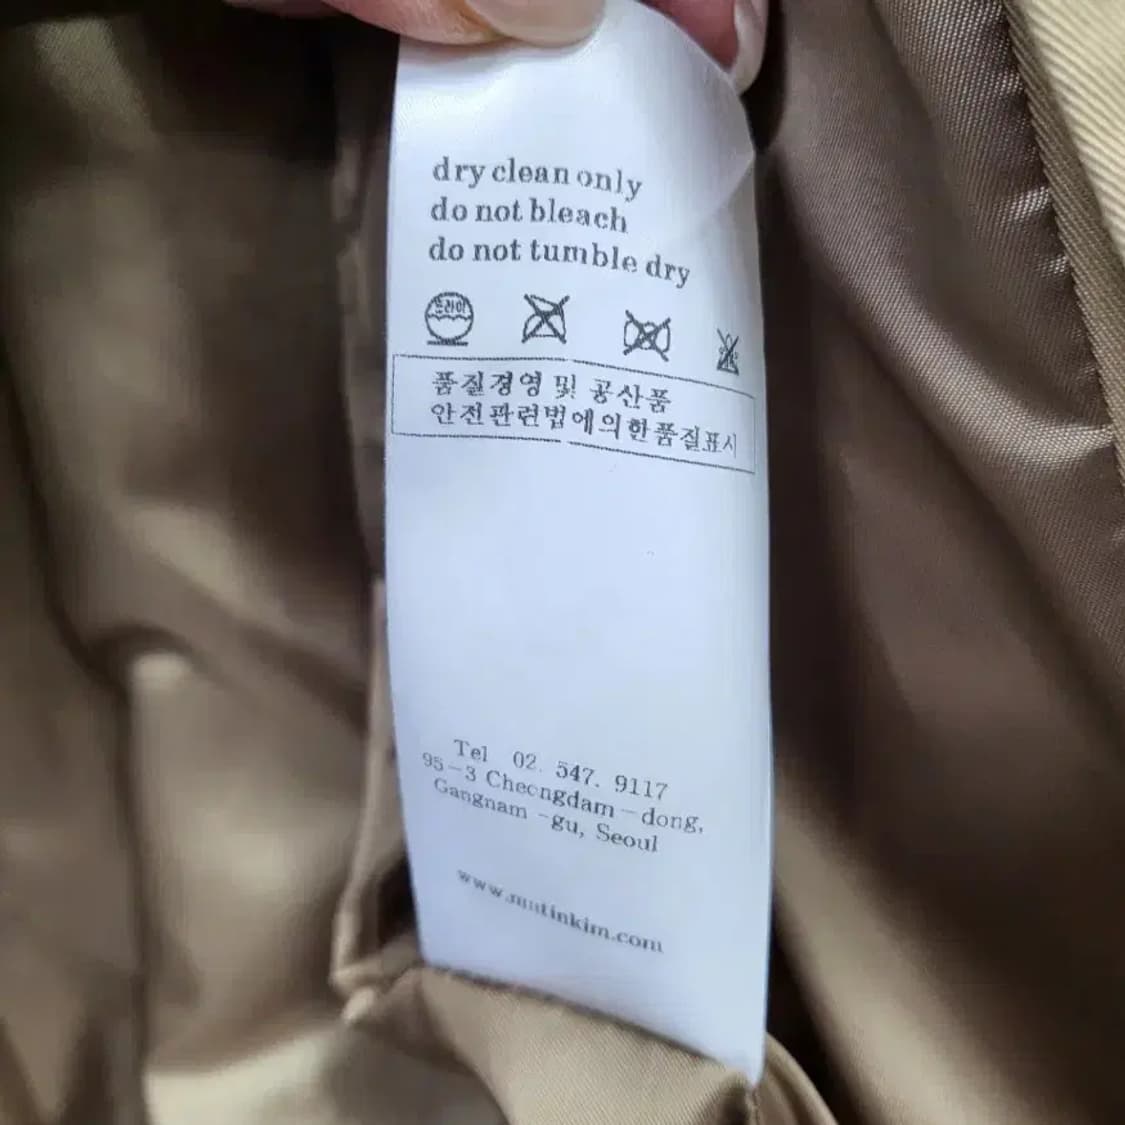 dry clean only
do not bleach
do not tumble dry
드라이
품질경영 및 공산품
안전관련법에의한품질표시
Tel 02. 547. 9117
95-3 Cheongdam-dong,
Gangnam-gu, Seoul
www.matinkim.com